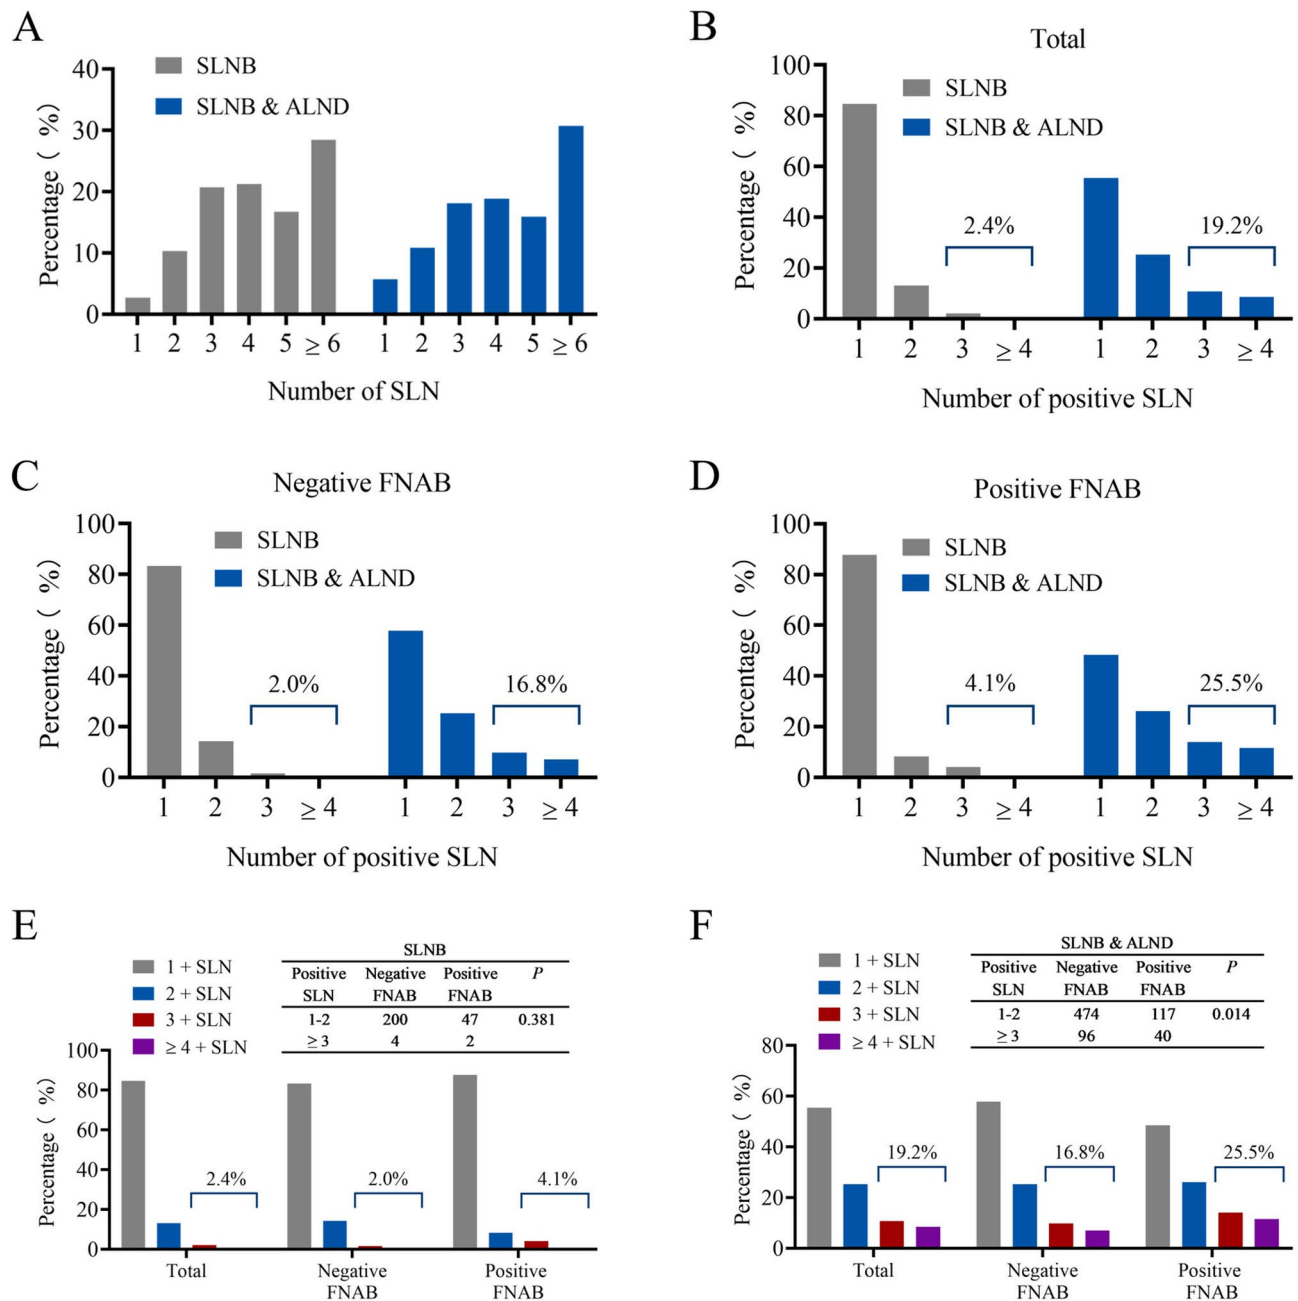 A
SLNB
SLNB & ALND
Percentage ( %)
40
30
20
10
0
1 2 3 4 5 ≥ 6 1 2 3 4 5 ≥ 6
Number of SLN
B
Total
SLNB
SLNB & ALND
Percentage ( %)
100
80
60
40
20
0
2.4%
19.2%
1 2 3 ≥ 4 1 2 3 ≥ 4
Number of positive SLN
C
Negative FNAB
SLNB
SLNB & ALND
Percentage ( %)
100
80
60
40
20
0
2.0%
16.8%
1 2 3 ≥ 4 1 2 3 ≥ 4
Number of positive SLN
D
Positive FNAB
SLNB
SLNB & ALND
Percentage ( %)
100
80
60
40
20
0
4.1%
25.5%
1 2 3 ≥ 4 1 2 3 ≥ 4
Number of positive SLN
E
1 + SLN
2 + SLN
3 + SLN
≥ 4 + SLN
SLNB
Positive Negative Positive P
SLN FNAB FNAB
1-2 200 47 0.381
≥ 3 4 2
Percentage ( %)
100
80
60
40
20
0
2.4%
2.0%
4.1%
Total Negative Positive
FNAB FNAB
F
1 + SLN
2 + SLN
3 + SLN
≥ 4 + SLN
SLNB & ALND
Positive Negative Positive P
SLN FNAB FNAB
1-2 474 117 0.014
≥ 3 96 40
Percentage ( %)
80
60
40
20
0
19.2%
16.8%
25.5%
Total Negative Positive
FNAB FNAB